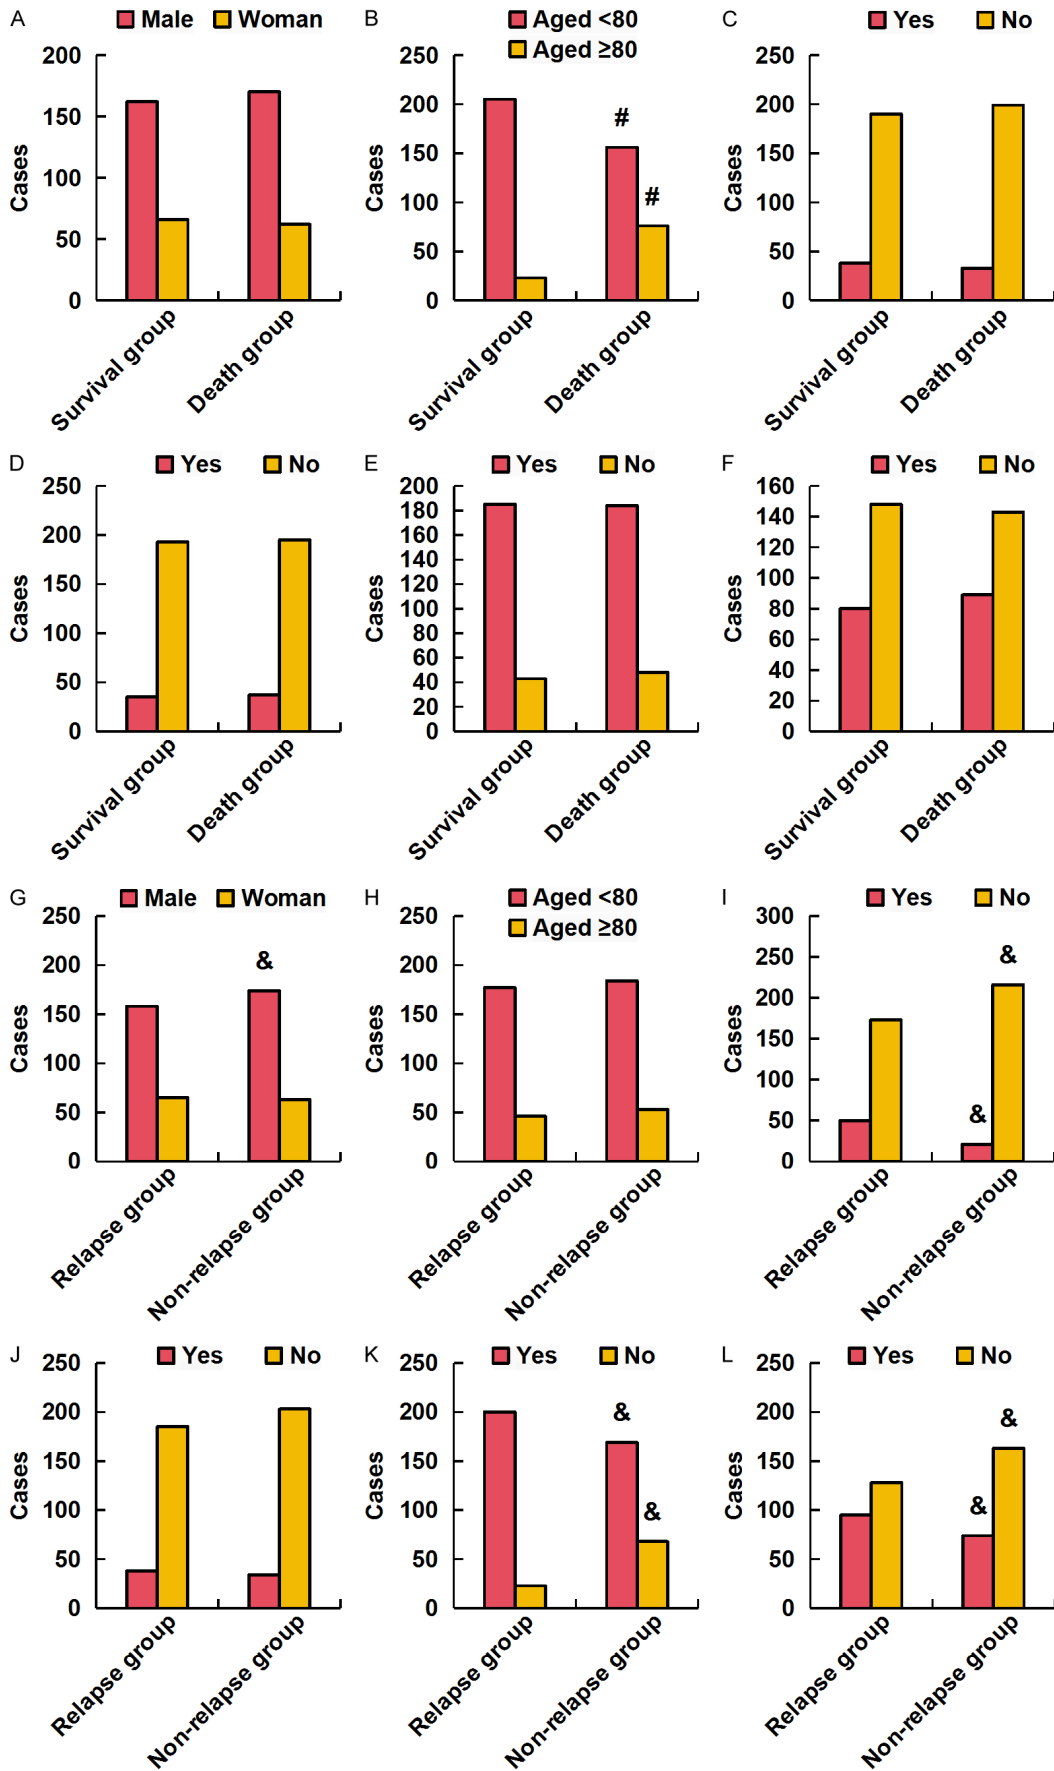 A
Male Woman
200
150
100
50
0
Cases
Survival group
Death group
B
Aged <80
Aged ≥80
250
200
150
100
50
0
Cases
#
#
Survival group
Death group
C
Yes No
250
200
150
100
50
0
Cases
Survival group
Death group
D
Yes No
250
200
150
100
50
0
Cases
Survival group
Death group
E
Yes No
200
180
160
140
120
100
80
60
40
20
0
Cases
Survival group
Death group
F
Yes No
160
140
120
100
80
60
40
20
0
Cases
Survival group
Death group
G
Male Woman
250
200
150
100
50
0
Cases
&
Relapse group
Non-relapse group
H
Aged <80
Aged ≥80
250
200
150
100
50
0
Cases
Relapse group
Non-relapse group
I
Yes No
300
250
200
150
100
50
0
Cases
&
&
Relapse group
Non-relapse group
J
Yes No
250
200
150
100
50
0
Cases
Relapse group
Non-relapse group
K
Yes No
250
200
150
100
50
0
Cases
&
&
Relapse group
Non-relapse group
L
Yes No
250
200
150
100
50
0
Cases
&
&
Relapse group
Non-relapse group